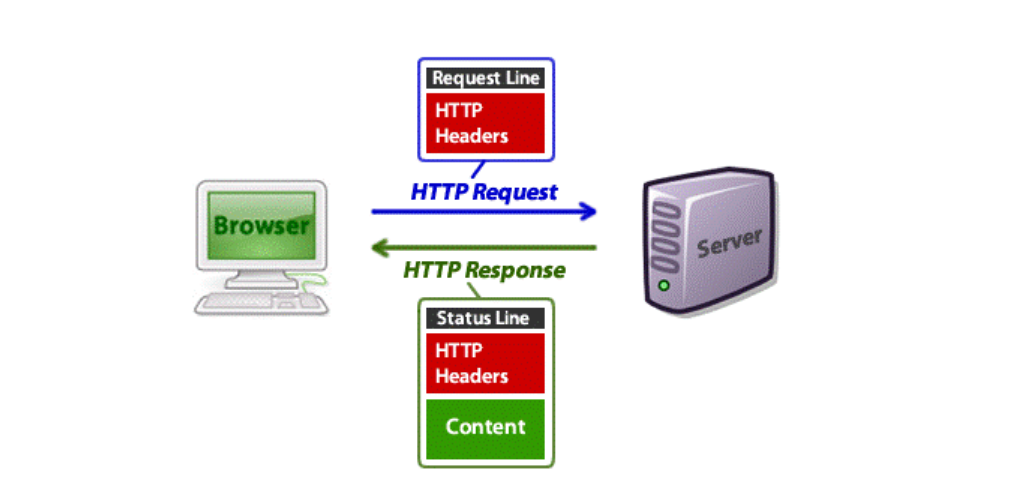 Request Line
HTTP
Headers
HTTP Request
Browser
Server
HTTP Response
Status Line
HTTP
Headers
Content